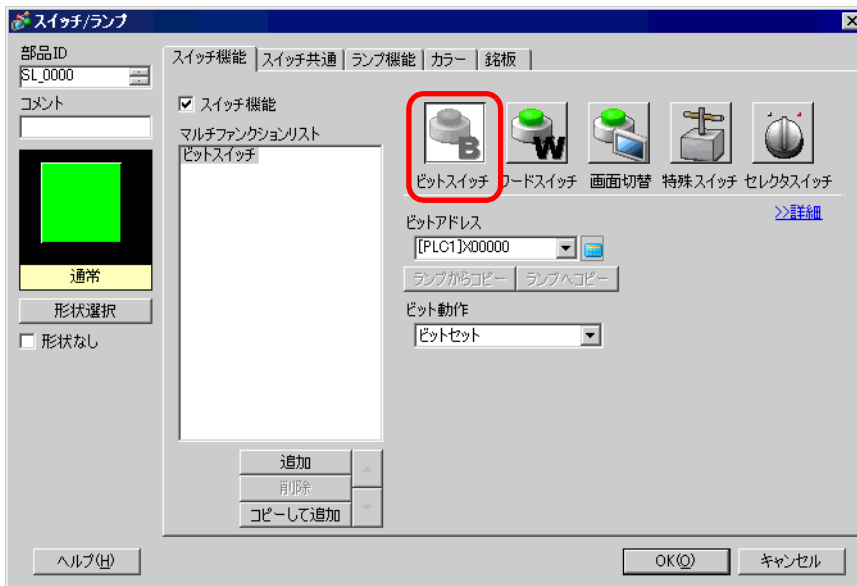 スイッチ/ランプ
部品ID
SL_0000
コメント
通常
形状選択
形状なし
スイッチ機能 スイッチ共通 ランプ機能 カラー 銘板
スイッチ機能
マルチファンクションリスト
ビットスイッチ
追加
削除
コピーして追加
B W
ビットスイッチ ワードスイッチ 画面切替 特殊スイッチ セレクタスイッチ
>>詳細
ビットアドレス
[PLC1]X00000
ランプからコピー ランプへコピー
ビット動作
ビットセット
ヘルプ(H) OK(O) キャンセル